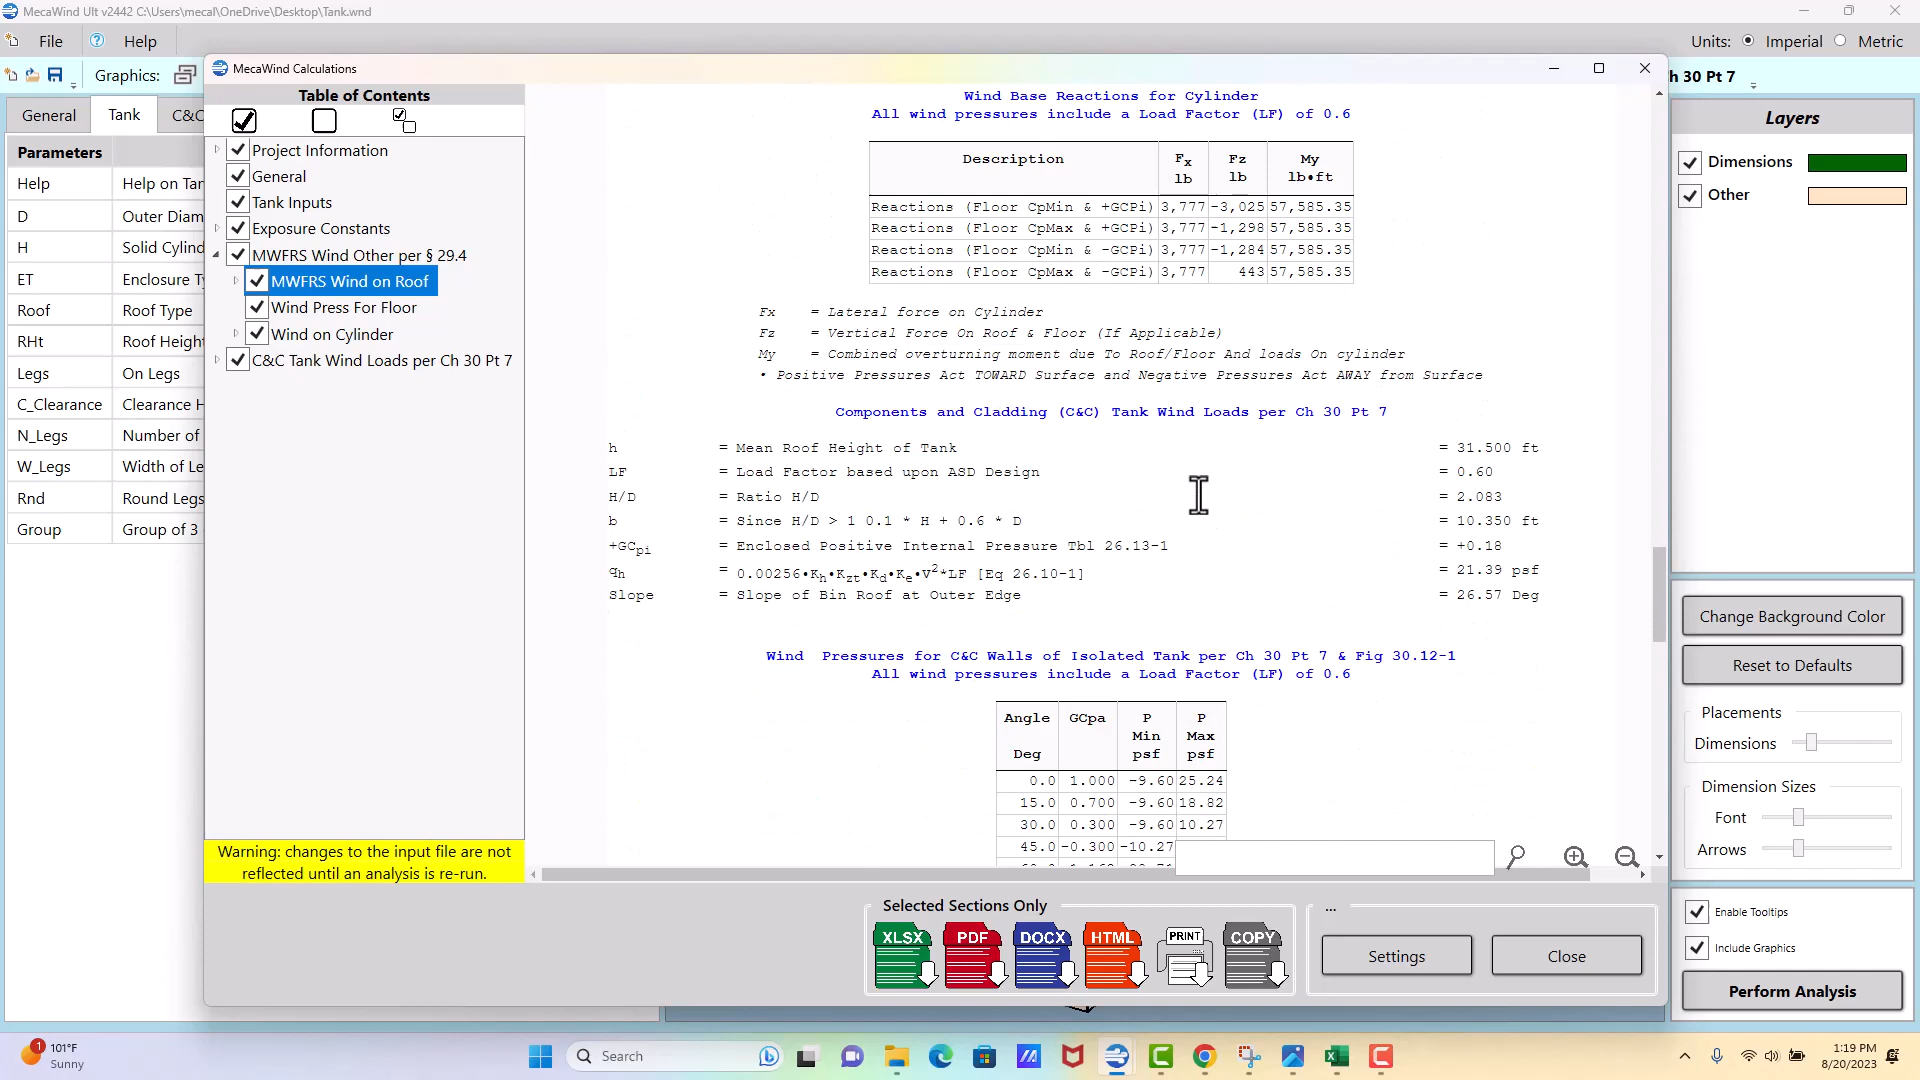 MecaWind Ult v2442 C:\Users\mecal\OneDrive\Desktop\Tank.wnd
File Help
Units: Imperial Metric
Graphics:
h 30 Pt 7
General Tank C&C
Parameters
Help Help on Tan
D Outer Diam
H Solid Cylind
ET Enclosure Ty
Roof Roof Type
RHt Roof Height
Legs On Legs
C_Clearance Clearance H
N_Legs Number of
W_Legs Width of Le
Rnd Round Legs
Group Group of 3
MecaWind Calculations
Table of Contents
Project Information
General
Tank Inputs
Exposure Constants
MWFRS Wind Other per § 29.4
MWFRS Wind on Roof
Wind Press For Floor
Wind on Cylinder
C&C Tank Wind Loads per Ch 30 Pt 7
Warning: changes to the input file are not
reflected until an analysis is re-run.
Wind Base Reactions for Cylinder
All wind pressures include a Load Factor (LF) of 0.6
Description Fx Fz My
lb lb lb•ft
Reactions (Floor CpMin & +GCPi) 3,777 -3,025 57,585.35
Reactions (Floor CpMax & +GCPi) 3,777 -1,298 57,585.35
Reactions (Floor CpMin & -GCPi) 3,777 -1,284 57,585.35
Reactions (Floor CpMax & -GCPi) 3,777 443 57,585.35
Fx = Lateral force on Cylinder
Fz = Vertical Force On Roof & Floor (If Applicable)
My = Combined overturning moment due To Roof/Floor And loads On cylinder
• Positive Pressures Act TOWARD Surface and Negative Pressures Act AWAY from Surface
Components and Cladding (C&C) Tank Wind Loads per Ch 30 Pt 7
h = Mean Roof Height of Tank = 31.500 ft
LF = Load Factor based upon ASD Design = 0.60
H/D = Ratio H/D = 2.083
b = Since H/D > 1 0.1 * H + 0.6 * D = 10.350 ft
+GCpi = Enclosed Positive Internal Pressure Tbl 26.13-1 = +0.18
qh = 0.00256•Kh•Kzt•Kd•Ke•V2*LF [Eq 26.10-1] = 21.39 psf
Slope = Slope of Bin Roof at Outer Edge = 26.57 Deg
Wind Pressures for C&C Walls of Isolated Tank per Ch 30 Pt 7 & Fig 30.12-1
All wind pressures include a Load Factor (LF) of 0.6
Angle GCpa P P
Min Max
Deg psf psf
0.0 1.000 -9.60 25.24
15.0 0.700 -9.60 18.82
30.0 0.300 -9.60 10.27
45.0 -0.300 -10.27
Selected Sections Only
XLSX PDF DOCX HTML PRINT COPY
...
Settings Close
Layers
Dimensions
Other
Change Background Color
Reset to Defaults
Placements
Dimensions
Dimension Sizes
Font
Arrows
Enable Tooltips
Include Graphics
Perform Analysis
1
101°F
Sunny
Search
1:19 PM
8/20/2023